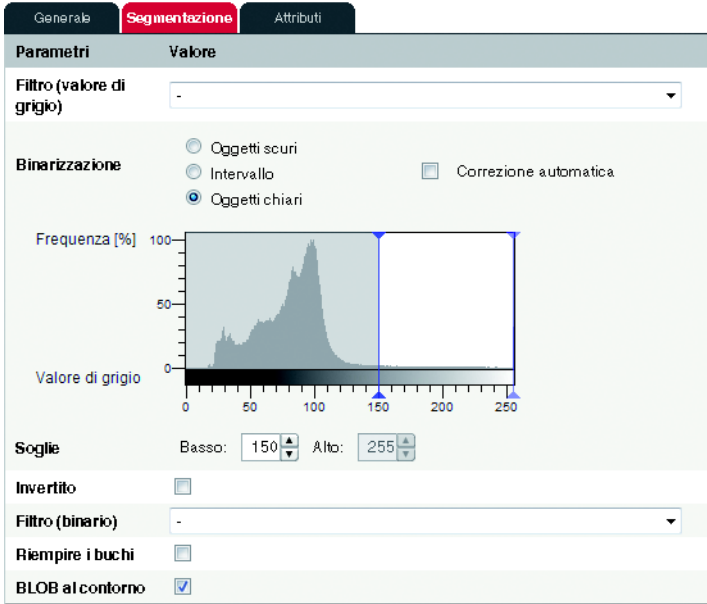 Generale Segmentazione Attributi
Parametri Valore
Filtro (valore di
grigio)
-
Binarizzazione
Oggetti scuri
Intervallo
Oggetti chiari
Correzione automatica
Frequenza [%]
100
50
0
Valore di grigio
0 50 100 150 200 250
Soglie Basso: 150 Alto: 255
Invertito
Filtro (binario) -
Riempire i buchi
BLOB al contorno